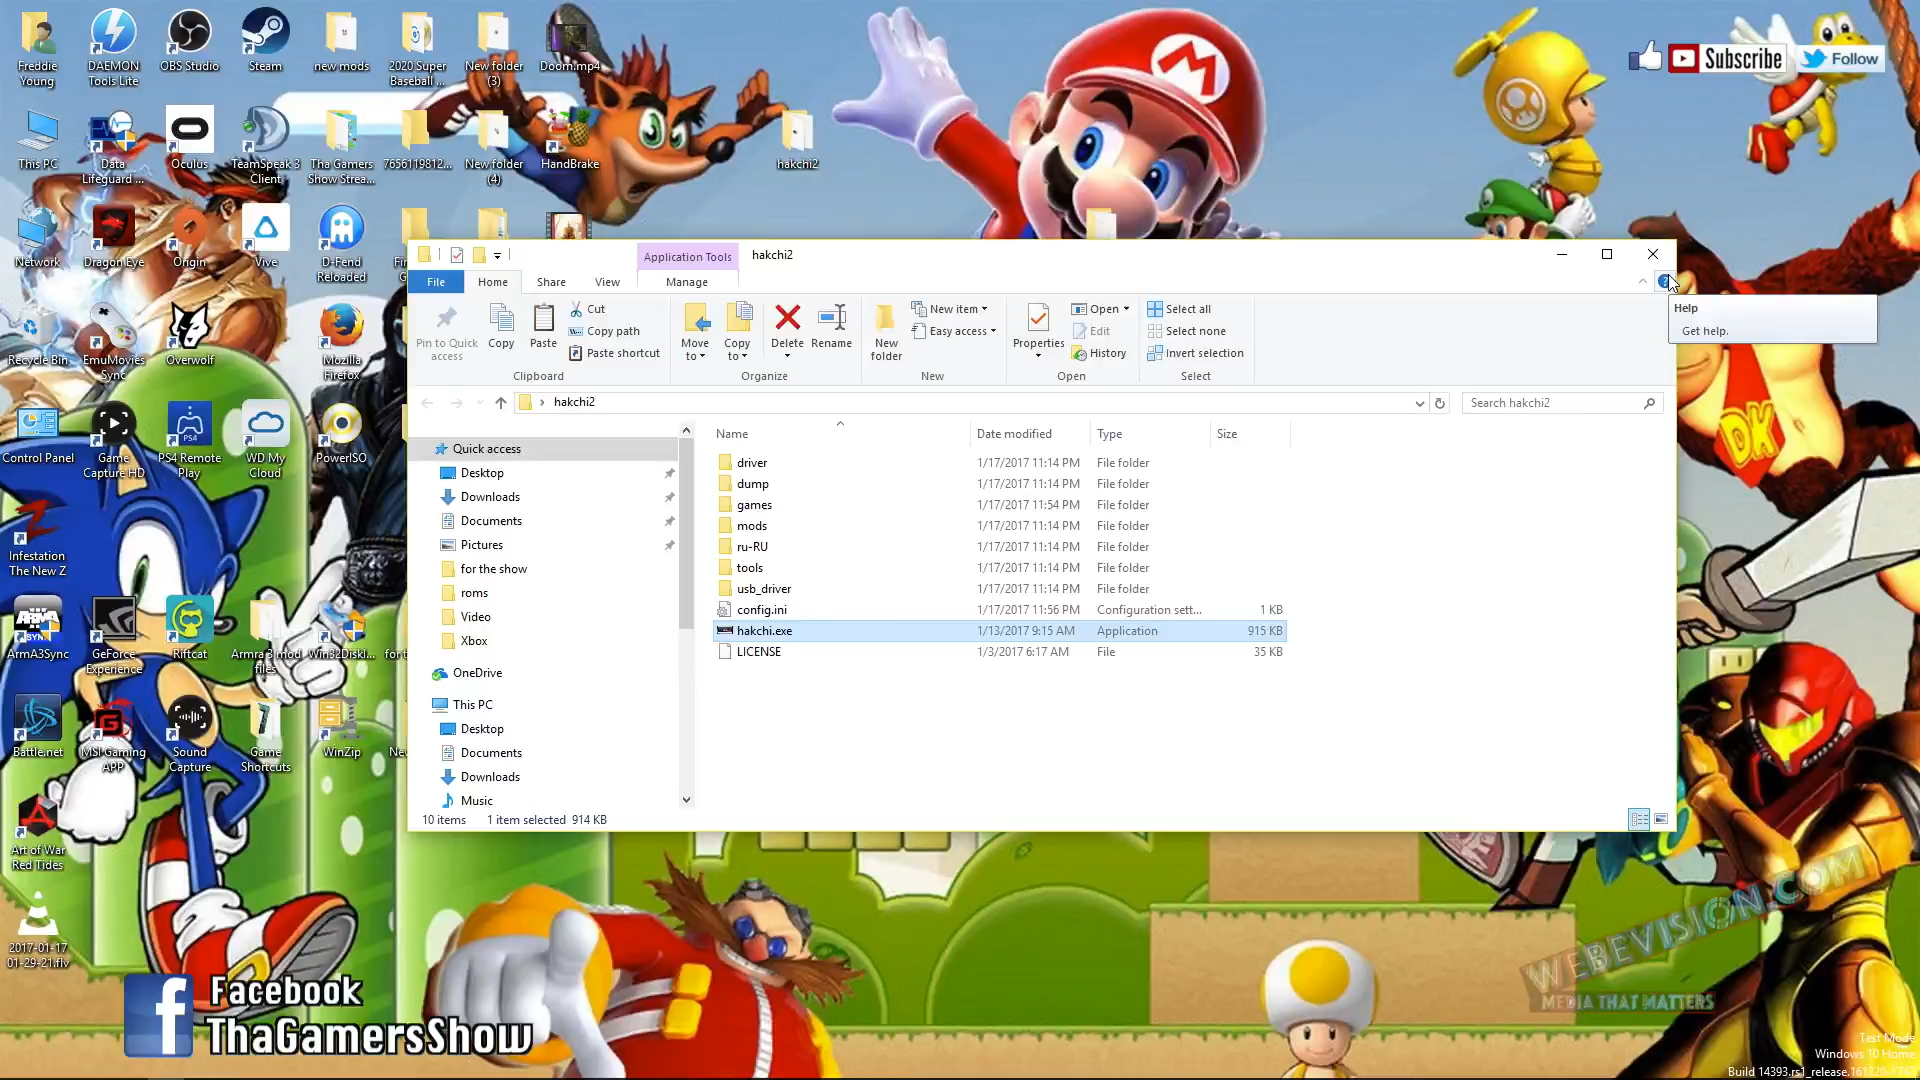 Freddie Young
DAEMON Tools Lite
OBS Studio
Steam
new mods
2020 Super Baseball ...
New folder (3)
Doom.mp4
Subscribe
Follow
This PC
Data Lifeguard ...
Oculus
TeamSpeak 3 Client
Tha Gamers Show Strea...
7656119812...
New folder (4)
HandBrake
hakchi2
Network
Dragon Eye
Origin
Vive
D-Fend Reloaded
Recycle Bin
EmuMovies Sync
Overwolf
Mozilla Firefox
Control Panel
Game Capture HD
PS4 Remote Play
WD My Cloud
PowerISO
Infestation The New Z
ArmA3Sync
GeForce Experience
Riftcat
Armra 3 mod files
Win32Diskl...
Battle.net
MSI Gaming APP
Sound Capture
Game Shortcuts
WinZip
Art of War Red Tides
2017-01-17 01-29-21.flv
Application Tools
hakchi2
File
Home
Share
View
Manage
Help
Get help.
Pin to Quick access
Copy
Paste
Cut
Copy path
Paste shortcut
Clipboard
Move to
Copy to
Delete
Rename
Organize
New folder
New item
Easy access
New
Properties
Open
Edit
History
Open
Select all
Select none
Invert selection
Select
hakchi2
Search hakchi2
Quick access
Desktop
Downloads
Documents
Pictures
for the show
roms
Video
Xbox
OneDrive
This PC
Desktop
Documents
Downloads
Music
Name Date modified Type Size
driver 1/17/2017 11:14 PM File folder
dump 1/17/2017 11:14 PM File folder
games 1/17/2017 11:54 PM File folder
mods 1/17/2017 11:14 PM File folder
ru-RU 1/17/2017 11:14 PM File folder
tools 1/17/2017 11:14 PM File folder
usb_driver 1/17/2017 11:14 PM File folder
config.ini 1/17/2017 11:56 PM Configuration sett... 1 KB
hakchi.exe 1/13/2017 9:15 AM Application 915 KB
LICENSE 1/3/2017 6:17 AM File 35 KB
10 items 1 item selected 914 KB
Facebook
ThaGamersShow
WEBEVISION.COM
MEDIA THAT MATTERS
Test Mode
Windows 10 Home